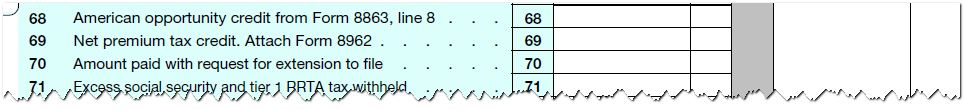 68 American opportunity credit from Form 8863, line 8 . . . 68
69 Net premium tax credit. Attach Form 8962 . . . . . . 69
70 Amount paid with request for extension to file . . . . . 70
71 Excess social security and tier 1 RRTA tax withheld . . . . 71